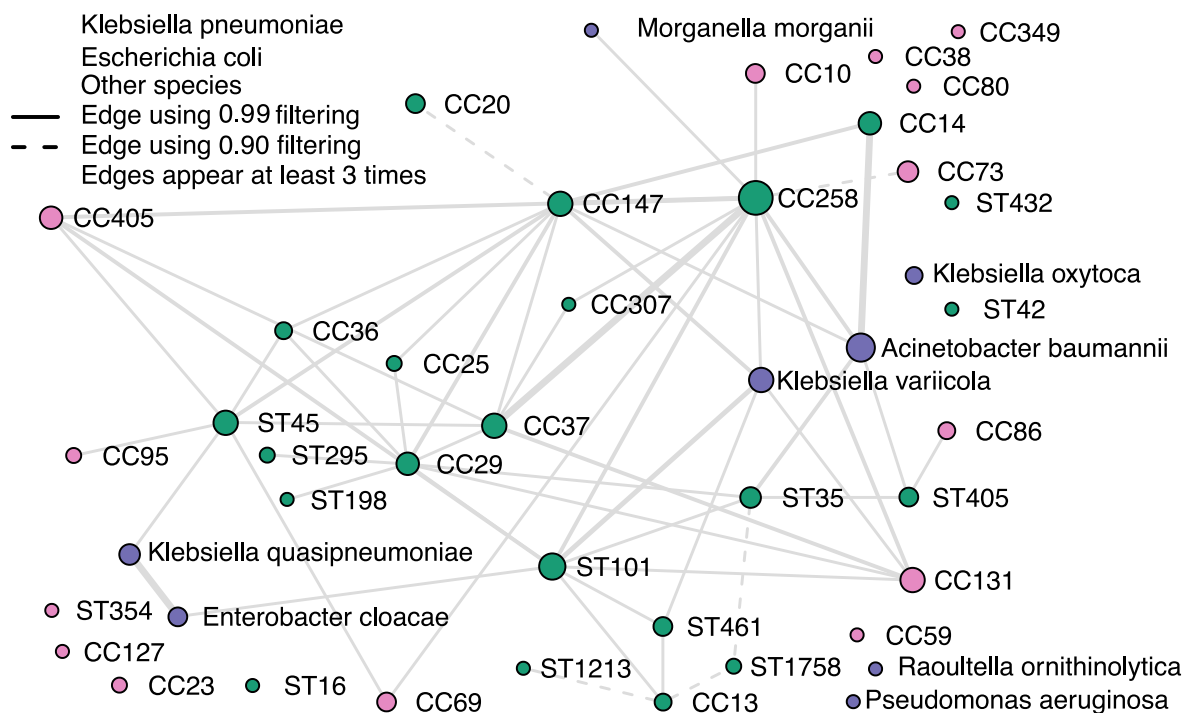 Klebsiella pneumoniae
Escherichia coli
Other species
Edge using 0.99 filtering
Edge using 0.90 filtering
Edges appear at least 3 times
Morganella morganii
CC349
CC38
CC10
CC80
CC20
CC14
CC73
CC405
CC147
CC258
ST432
Klebsiella oxytoca
CC307
ST42
CC36
Acinetobacter baumannii
CC25
Klebsiella variicola
ST45
CC37
CC86
CC95
ST295
CC29
ST198
ST35
ST405
Klebsiella quasipneumoniae
ST101
CC131
ST354
Enterobacter cloacae
ST461
CC59
CC127
ST1213
ST1758
Raoultella ornithinolytica
CC23
ST16
CC69
CC13
Pseudomonas aeruginosa